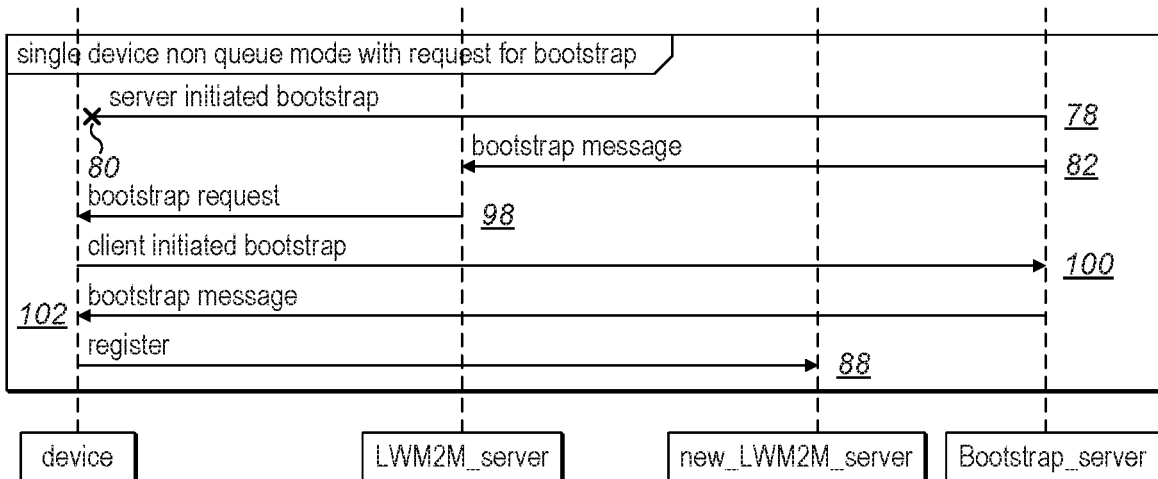 single device non queue mode with request for bootstrap
server initiated bootstrap
78
80
bootstrap message
82
bootstrap request
98
client initiated bootstrap
100
bootstrap message
102
register
88
device
LWM2M_server
new_LWM2M_server
Bootstrap_server